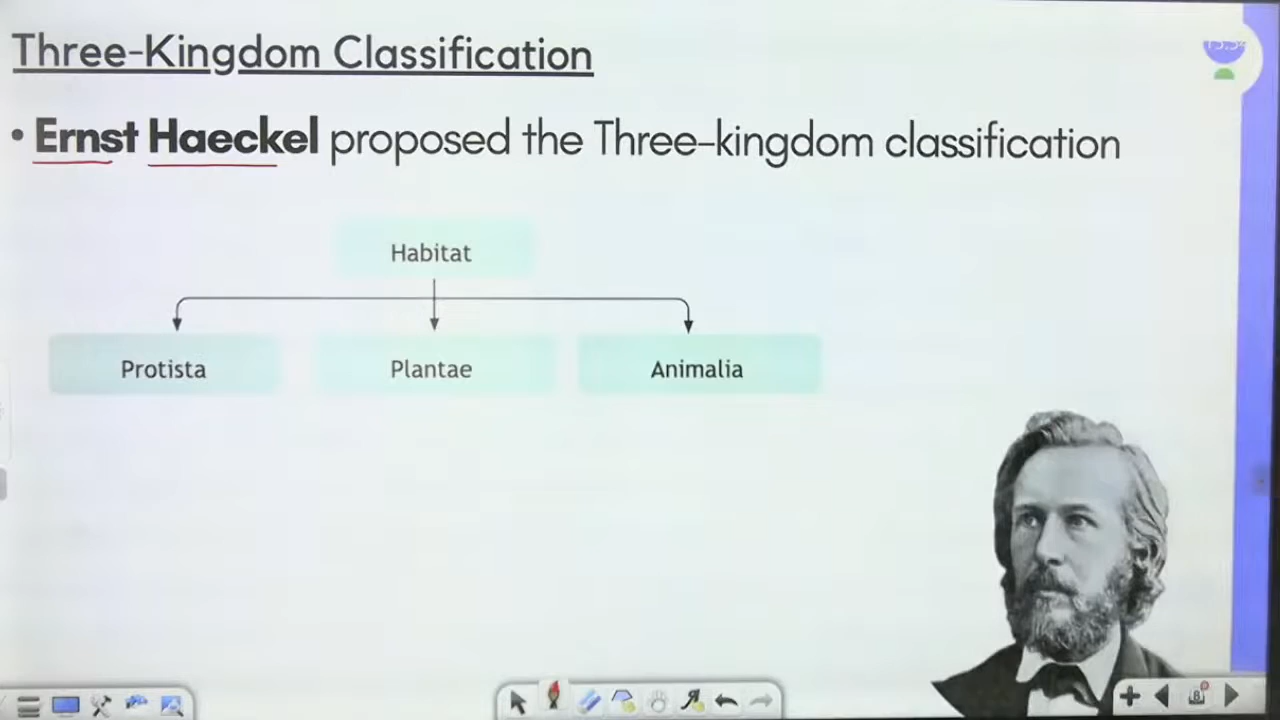 Three-Kingdom Classification
• Ernst Haeckel proposed the Three-kingdom classification
Habitat
Protista
Plantae
Animalia